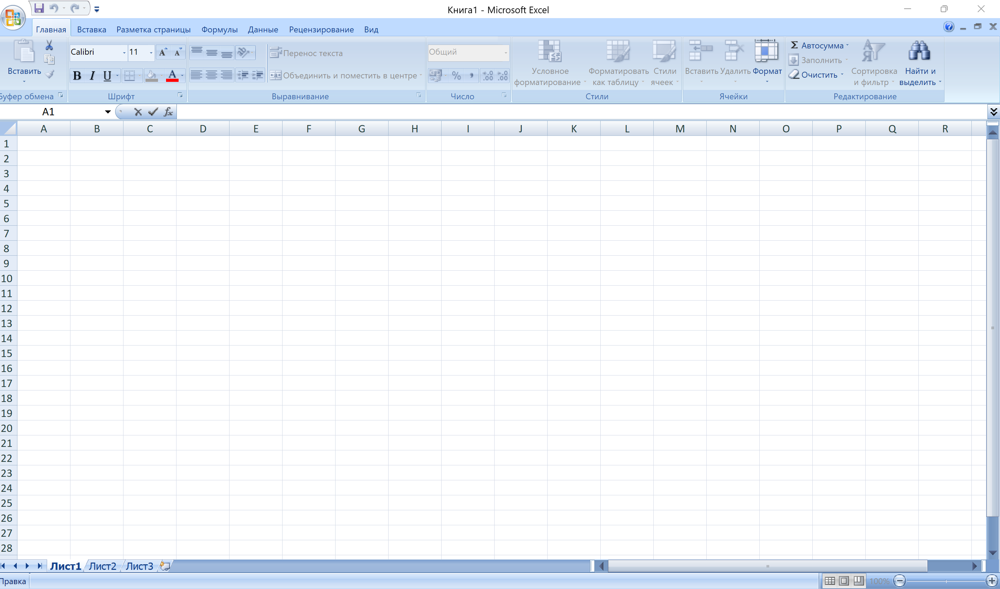 Книга1 - Microsoft Excel
Главная Вставка Разметка страницы Формулы Данные Рецензирование Вид
Calibri 11 Перенос текста Общий Σ Автосумма
Заполнить
Вставить Ж К Ч Объединить и поместить в центре % Условное форматирование Форматировать как таблицу Стили ячеек Вставить Удалить Формат Очистить Сортировка и фильтр Найти и выделить
Буфер обмена Шрифт Выравнивание Число Стили Ячейки Редактирование
A1 fx
A B C D E F G H I J K L M N O P Q R
1
2
3
4
5
6
7
8
9
10
11
12
13
14
15
16
17
18
19
20
21
22
23
24
25
26
27
28
Лист1 Лист2 Лист3
Правка 100%